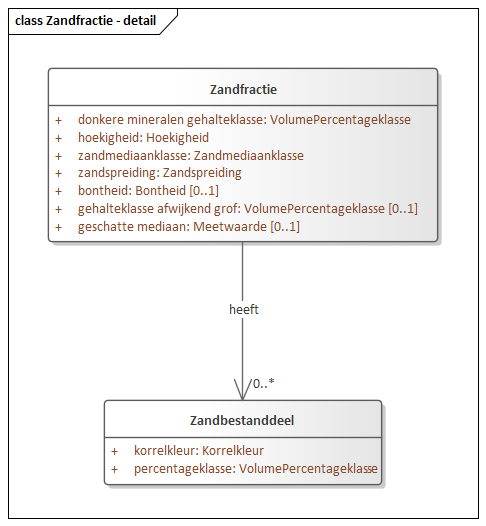 class Zandfractie - detail
Zandfractie
+ donkere mineralen gehalteklasse: VolumePercentageklasse
+ hoekigheid: Hoekigheid
+ zandmediaanklasse: Zandmediaanklasse
+ zandspreiding: Zandspreiding
+ bontheid: Bontheid [0..1]
+ gehalteklasse afwijkend grof: VolumePercentageklasse [0..1]
+ geschatte mediaan: Meetwaarde [0..1]
heeft
0..*
Zandbestanddeel
+ korrelkleur: Korrelkleur
+ percentageklasse: VolumePercentageklasse